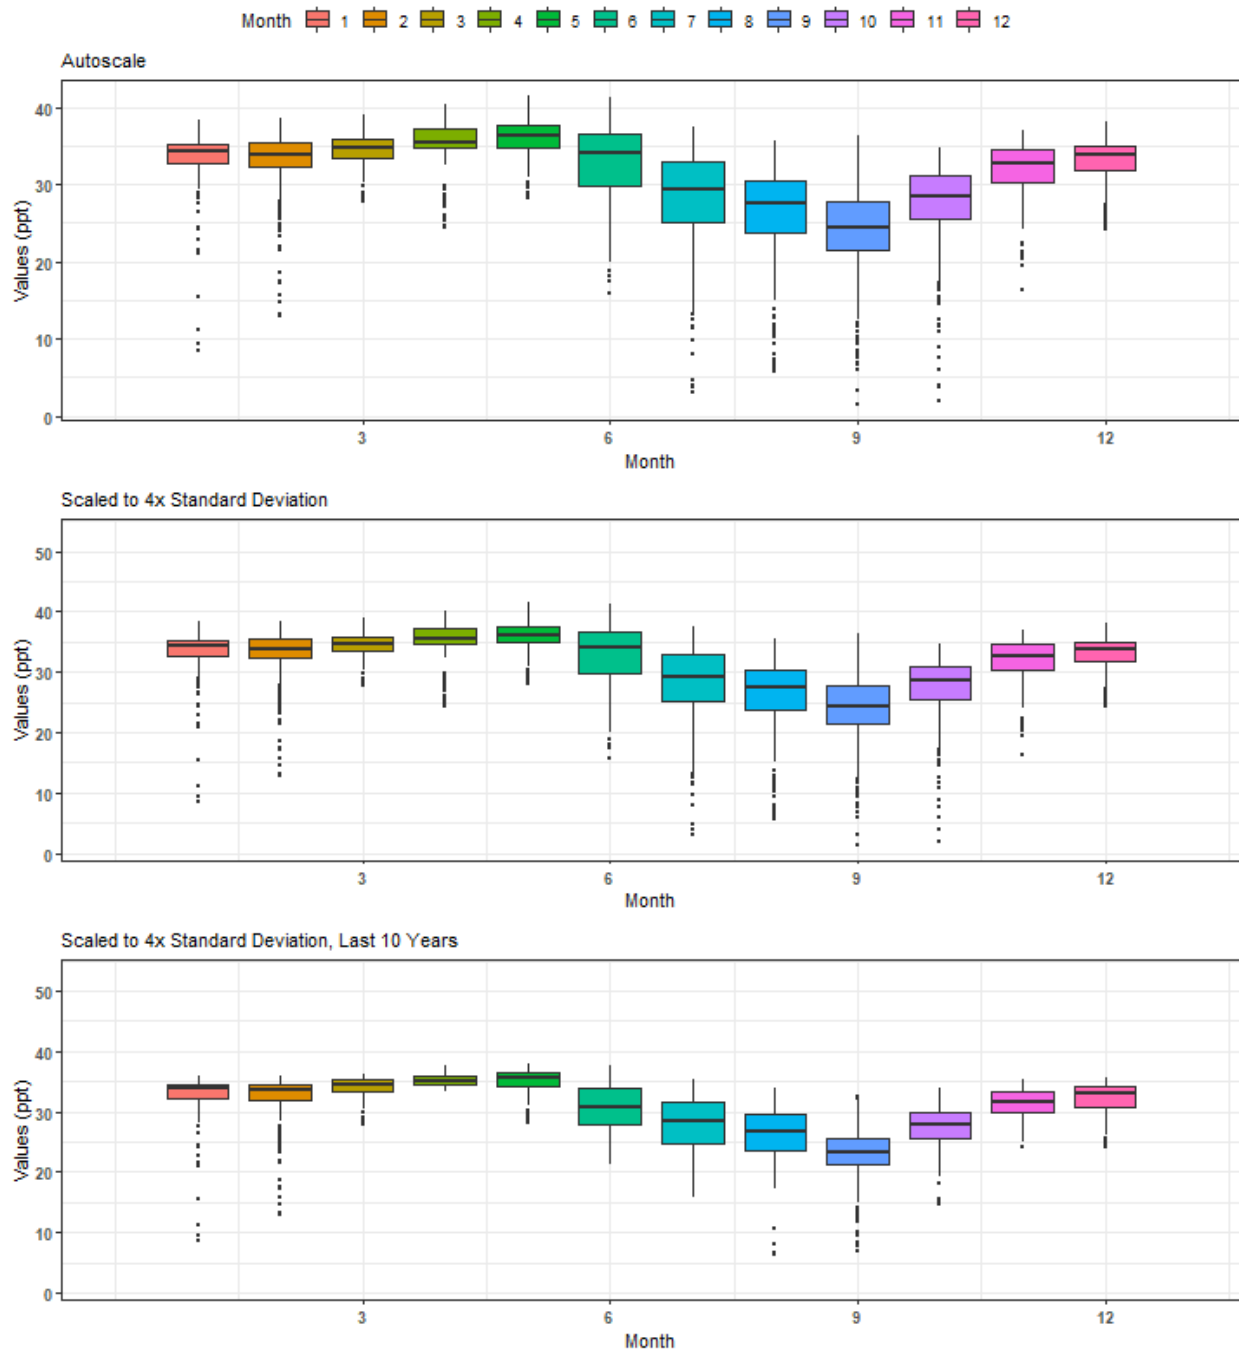 Month 1 2 3 4 5 6 7 8 9 10 11 12
Autoscale
Values (ppt)
40
30
20
10
0
3 6 9 12
Month
Scaled to 4x Standard Deviation
Values (ppt)
50
40
30
20
10
0
3 6 9 12
Month
Scaled to 4x Standard Deviation, Last 10 Years
Values (ppt)
50
40
30
20
10
0
3 6 9 12
Month